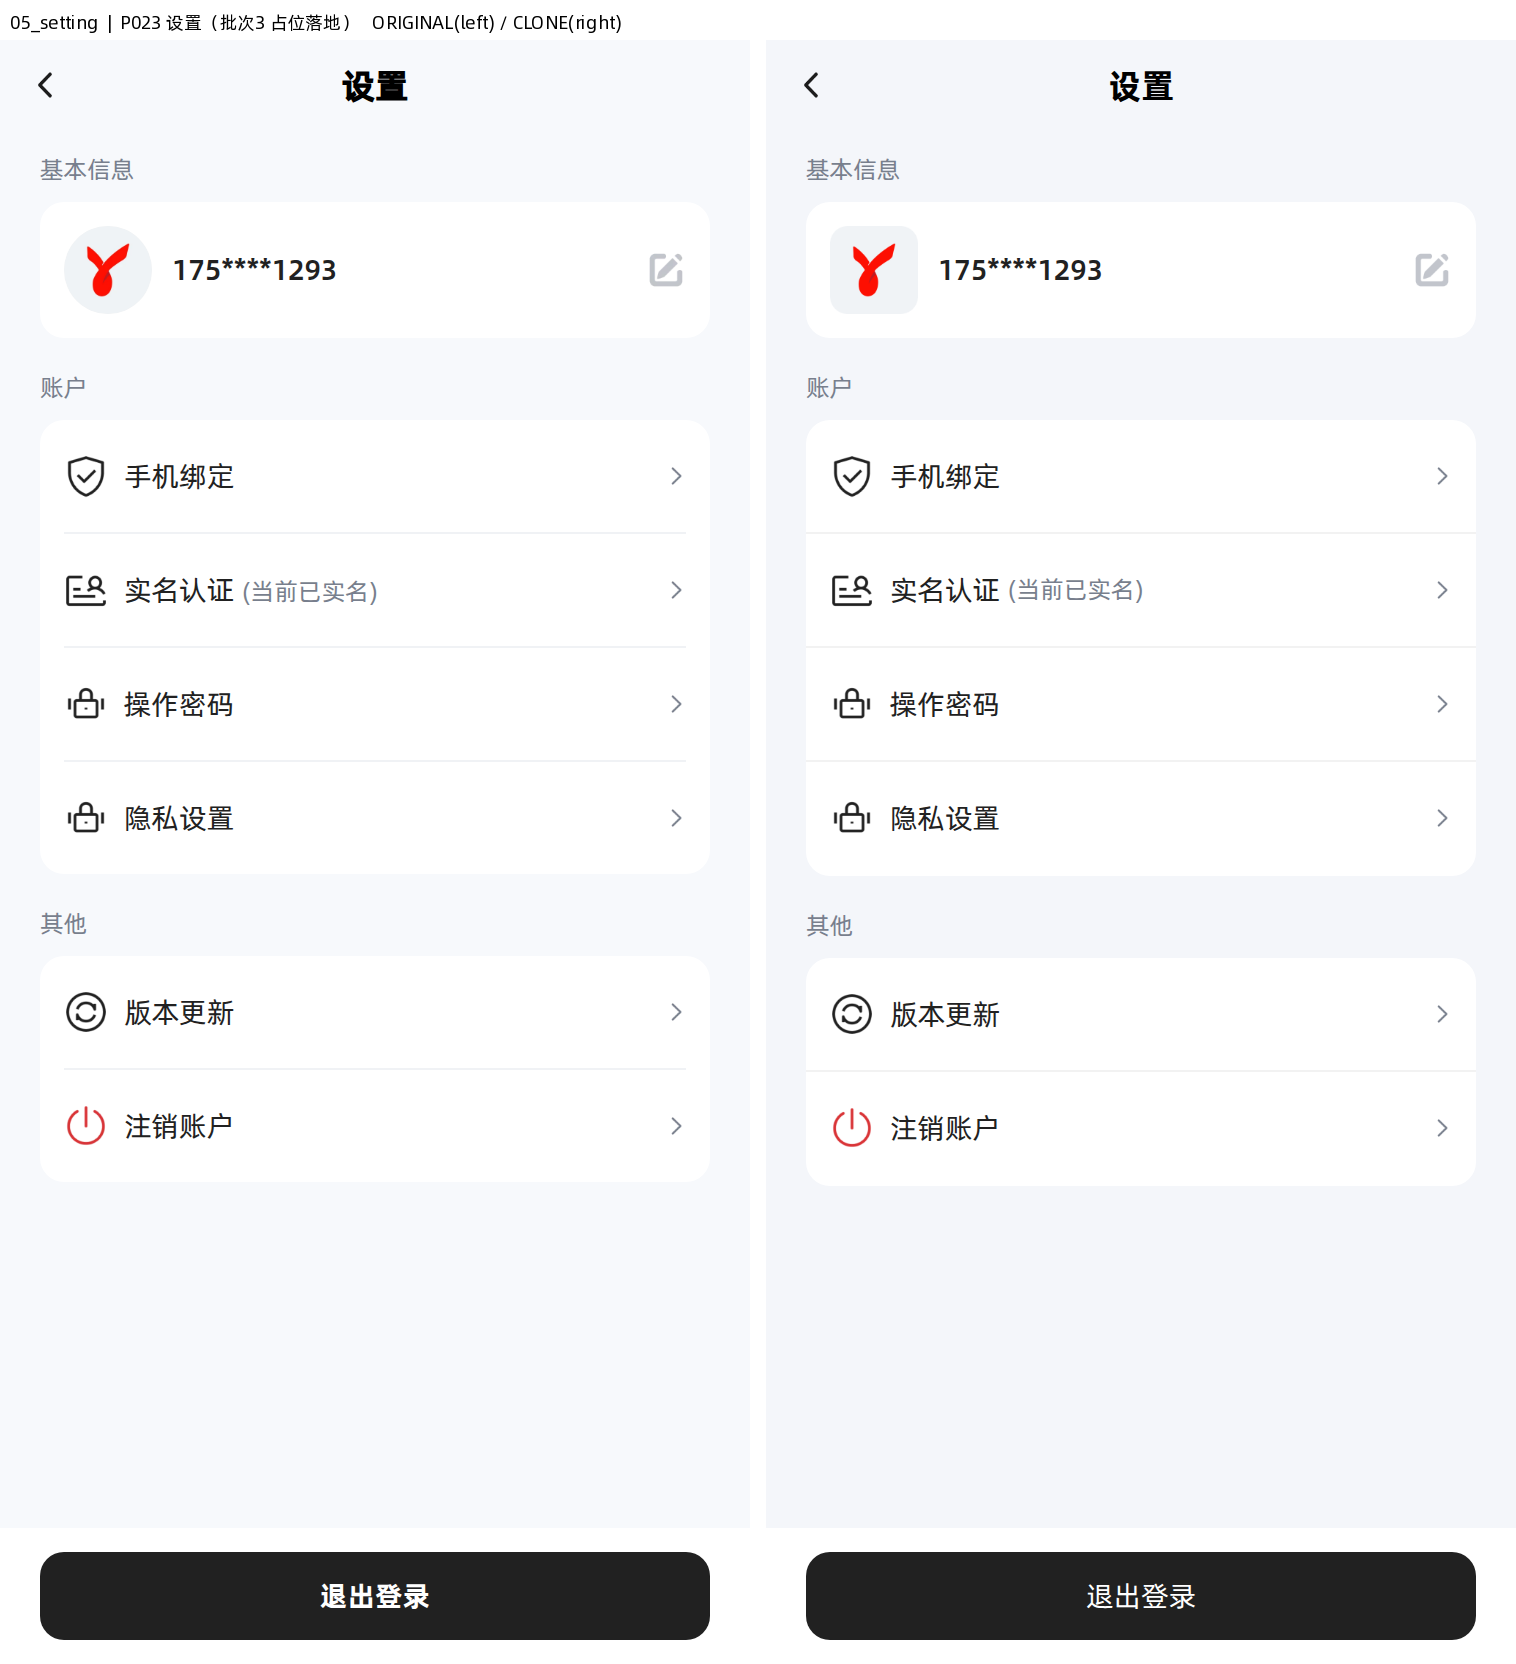 05_setting | P023 设置（批次3 占位落地） ORIGINAL(left) / CLONE(right)
设置
基本信息
175****1293
账户
手机绑定
实名认证 (当前已实名)
操作密码
隐私设置
其他
版本更新
注销账户
退出登录
设置
基本信息
175****1293
账户
手机绑定
实名认证 (当前已实名)
操作密码
隐私设置
其他
版本更新
注销账户
退出登录